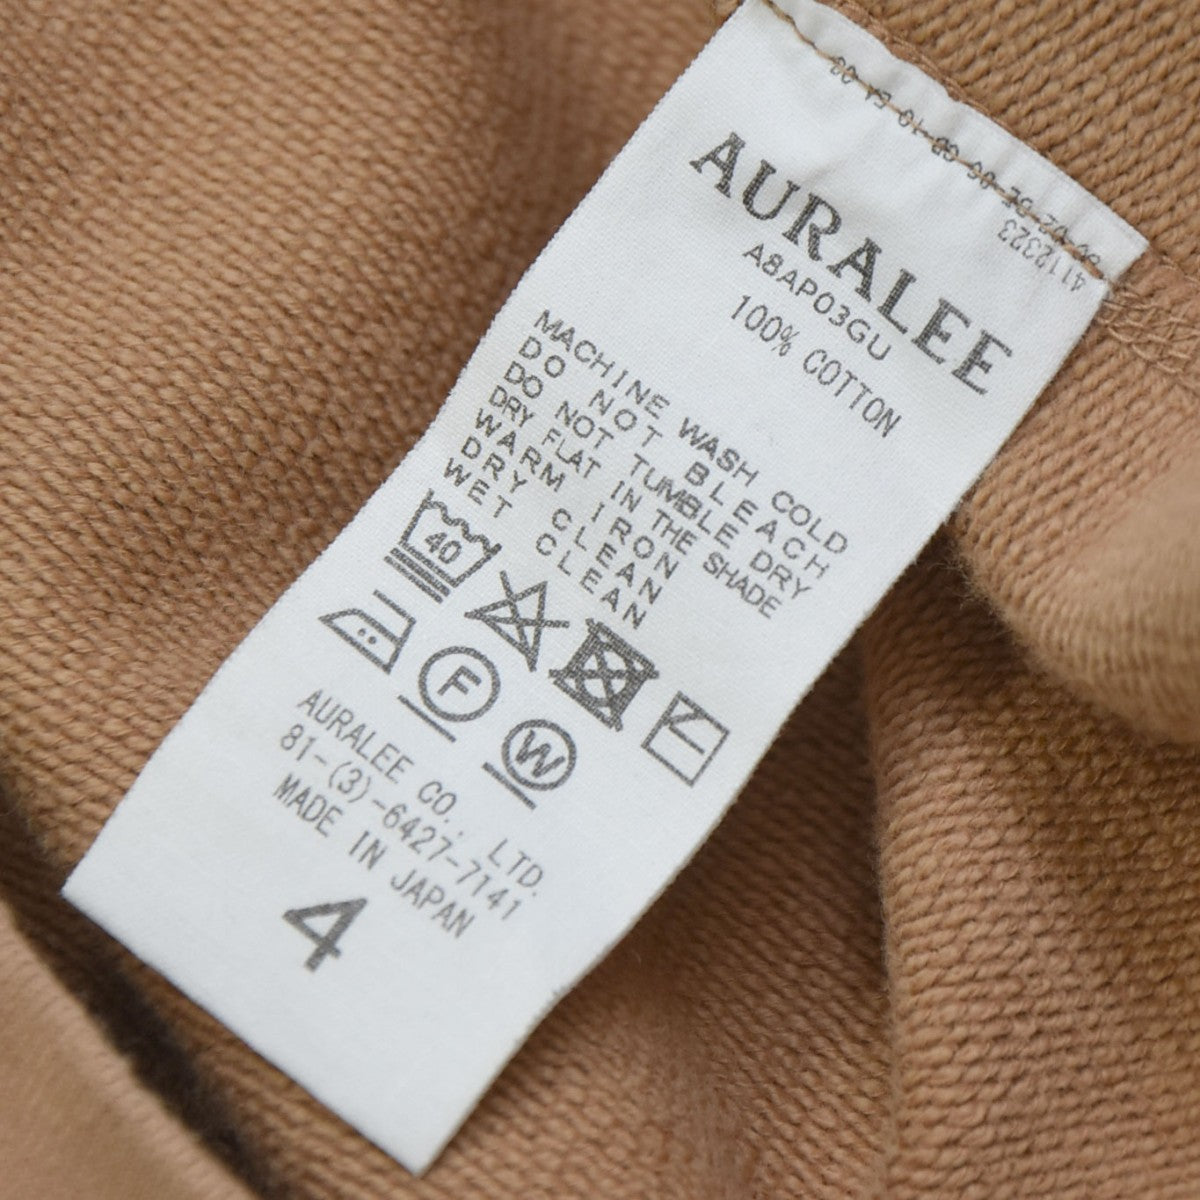 AURALEE
A8AP03GU
100% COTTON
MACHINE WASH COLD
DO NOT BLEACH
DO NOT TUMBLE DRY
DRY FLAT IN THE SHADE
WARM IRON
DRY CLEAN
WET CLEAN
40
F
W
AURALEE CO., LTD.
81-(3)-6427-7141
MADE IN JAPAN
4
4112323